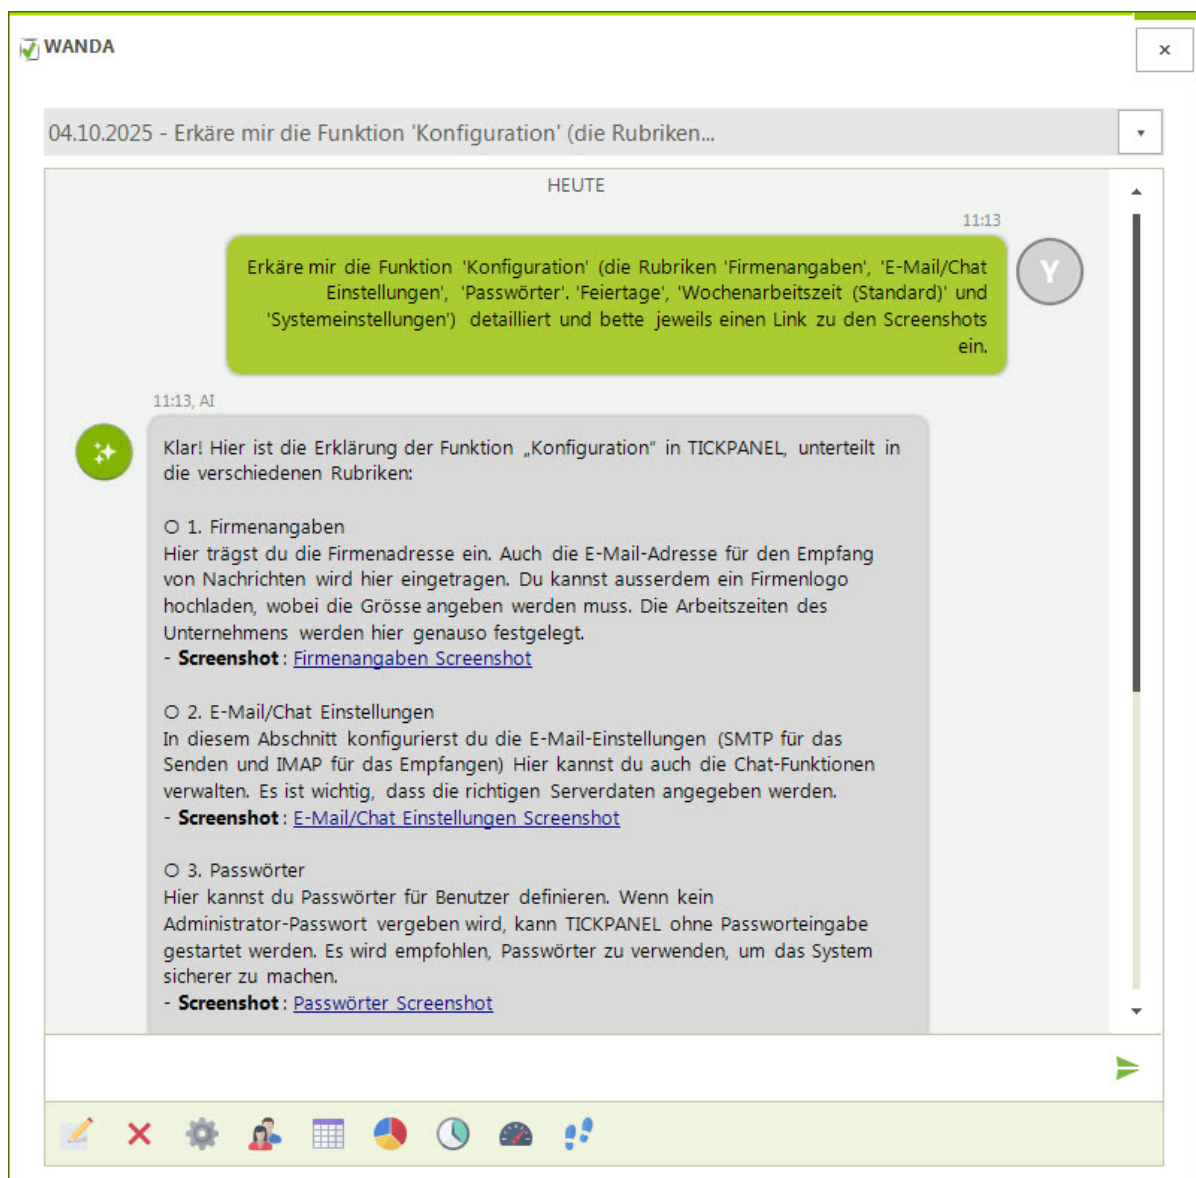 WANDA
04.10.2025 - Erkäre mir die Funktion 'Konfiguration' (die Rubriken...
HEUTE
11:13
Erkäre mir die Funktion 'Konfiguration' (die Rubriken 'Firmenangaben', 'E-Mail/Chat
Einstellungen', 'Passwörter'. 'Feiertage', 'Wochenarbeitszeit (Standard)' und
'Systemeinstellungen') detailliert und bette jeweils einen Link zu den Screenshots
ein.
Y
11:13, AI
Klar! Hier ist die Erklärung der Funktion „Konfiguration“ in TICKPANEL, unterteilt in
die verschiedenen Rubriken:
O 1. Firmenangaben
Hier trägst du die Firmenadresse ein. Auch die E-Mail-Adresse für den Empfang
von Nachrichten wird hier eingetragen. Du kannst ausserdem ein Firmenlogo
hochladen, wobei die Grösse angeben werden muss. Die Arbeitszeiten des
Unternehmens werden hier genauso festgelegt.
- Screenshot: Firmenangaben Screenshot
O 2. E-Mail/Chat Einstellungen
In diesem Abschnitt konfigurierst du die E-Mail-Einstellungen (SMTP für das
Senden und IMAP für das Empfangen) Hier kannst du auch die Chat-Funktionen
verwalten. Es ist wichtig, dass die richtigen Serverdaten angegeben werden.
- Screenshot: E-Mail/Chat Einstellungen Screenshot
O 3. Passwörter
Hier kannst du Passwörter für Benutzer definieren. Wenn kein
Administrator-Passwort vergeben wird, kann TICKPANEL ohne Passworteingabe
gestartet werden. Es wird empfohlen, Passwörter zu verwenden, um das System
sicherer zu machen.
- Screenshot: Passwörter Screenshot